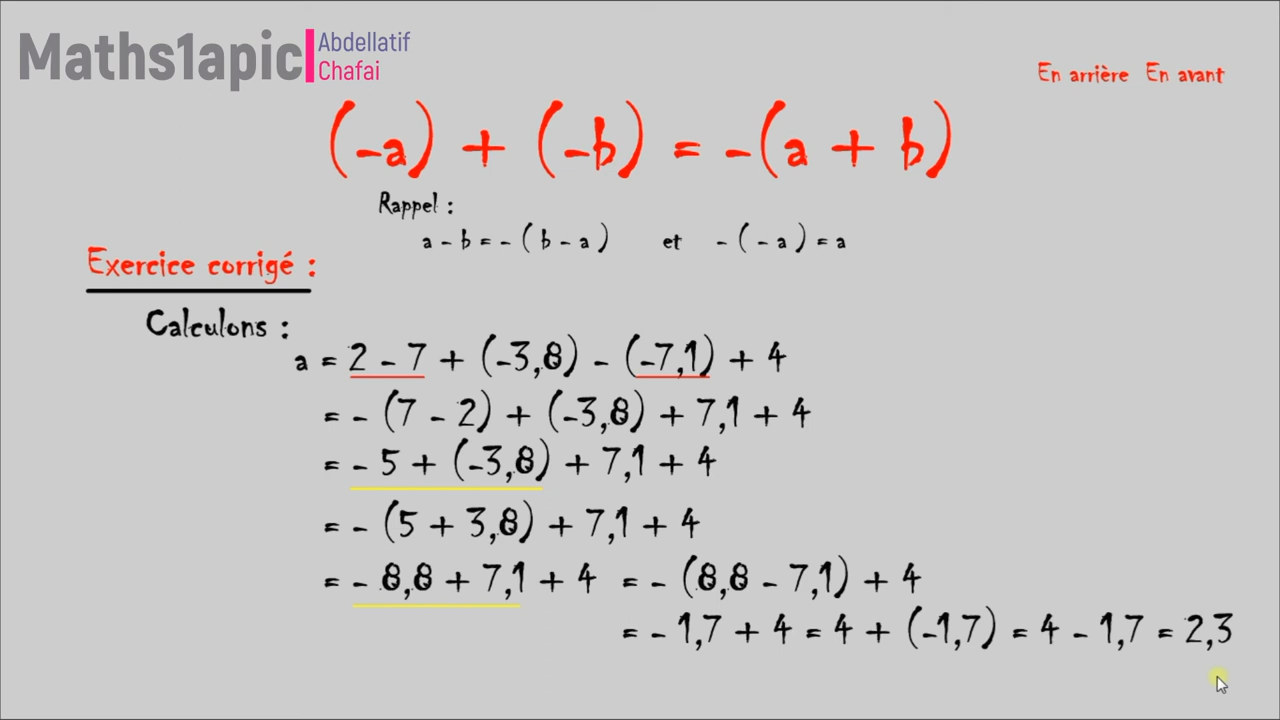 Maths1apic
Abdellatif
Chafai
En arrière En avant
(-a) + (-b) = -(a + b)
Rappel :
a - b = - ( b - a ) et - ( - a ) = a
Exercice corrigé :
Calculons :
a = 2 - 7 + (-3,8) - (-7,1) + 4
= - (7 - 2) + (-3,8) + 7,1 + 4
= - 5 + (-3,8) + 7,1 + 4
= - (5 + 3,8) + 7,1 + 4
= - 8,8 + 7,1 + 4 = - (8,8 - 7,1) + 4
= - 1,7 + 4 = 4 + (-1,7) = 4 - 1,7 = 2,3